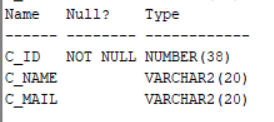 Name   Null?    Type
------ -------- ------------
C_ID   NOT NULL NUMBER(38)
C_NAME          VARCHAR2(20)
C_MAIL          VARCHAR2(20)